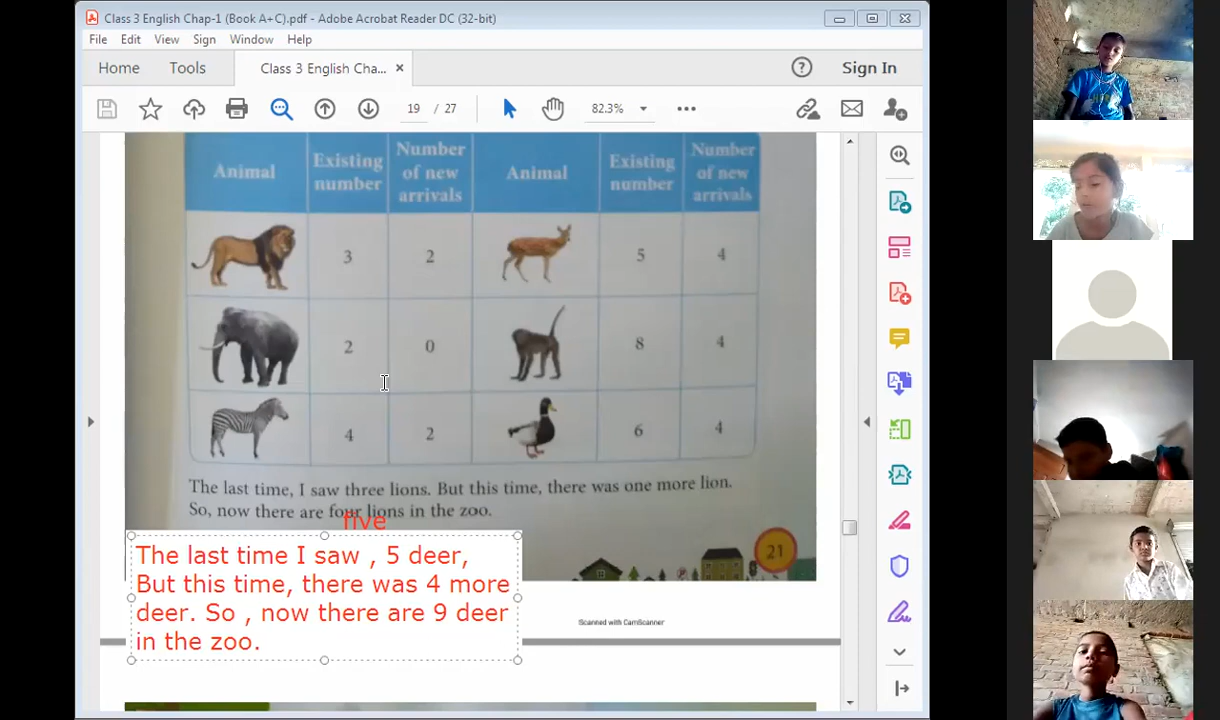 Class 3 English Chap-1 (Book A+C).pdf - Adobe Acrobat Reader DC (32-bit)
File Edit View Sign Window Help
Home Tools Class 3 English Cha... × Sign In
19 / 27 82.3%
Animal Existing number Number of new arrivals Animal Existing number Number of new arrivals
3 2 5 4
2 0 8 4
4 2 6 4
The last time, I saw three lions. But this time, there was one more lion.
So, now there are four lions in the zoo.
five
The last time I saw , 5 deer,
But this time, there was 4 more
deer. So , now there are 9 deer
in the zoo.
21
Scanned with CamScanner